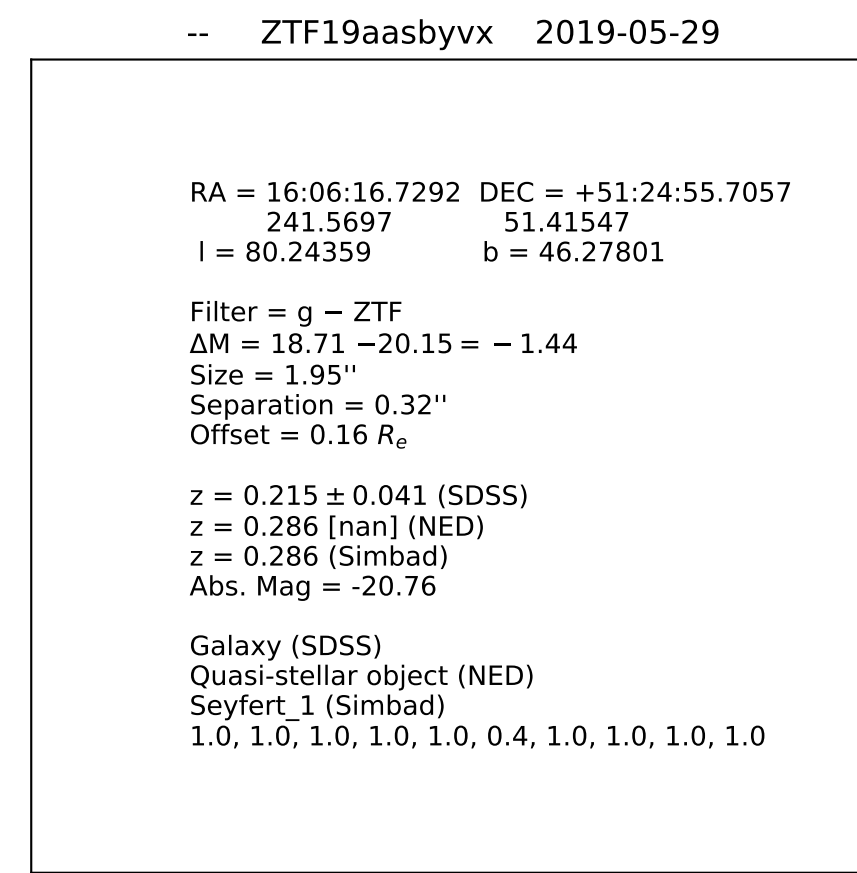 -- ZTF19aasbyvx 2019-05-29
RA = 16:06:16.7292 DEC = +51:24:55.7057
241.5697 51.41547
l = 80.24359 b = 46.27801
Filter = g − ZTF
ΔM = 18.71 −20.15 = − 1.44
Size = 1.95''
Separation = 0.32''
Offset = 0.16 Rₑ
z = 0.215 ± 0.041 (SDSS)
z = 0.286 [nan] (NED)
z = 0.286 (Simbad)
Abs. Mag = -20.76
Galaxy (SDSS)
Quasi-stellar object (NED)
Seyfert_1 (Simbad)
1.0, 1.0, 1.0, 1.0, 1.0, 0.4, 1.0, 1.0, 1.0, 1.0